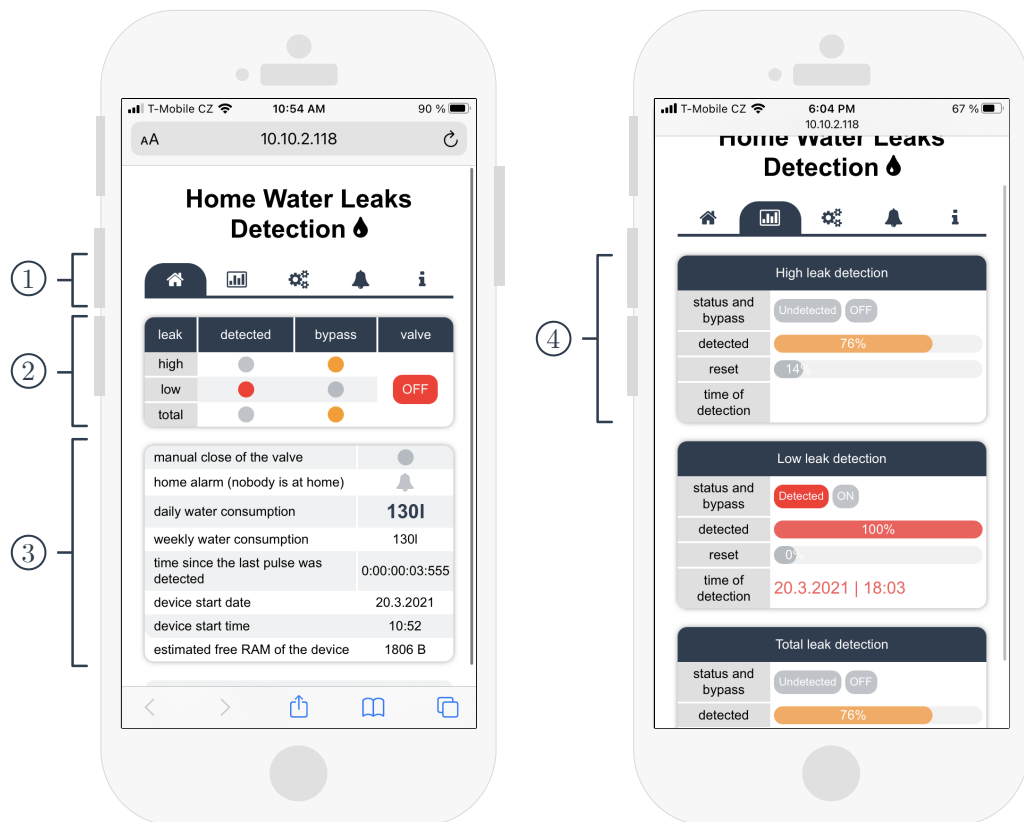 T-Mobile CZ 10:54 AM 90 %
AA 10.10.2.118
Home Water Leaks
Detection
leak detected bypass valve
high
low OFF
total
manual close of the valve
home alarm (nobody is at home)
daily water consumption 130l
weekly water consumption 130l
time since the last pulse was
detected 0:00:00:03:555
device start date 20.3.2021
device start time 10:52
estimated free RAM of the device 1806 B
1
2
3
T-Mobile CZ 6:04 PM 67 %
10.10.2.118
Home Water Leaks
Detection
i
High leak detection
status and
bypass Undetected OFF
detected 76%
reset 14%
time of
detection
Low leak detection
status and
bypass Detected ON
detected 100%
reset 0%
time of
detection 20.3.2021 | 18:03
Total leak detection
status and
bypass Undetected OFF
detected 76%
4